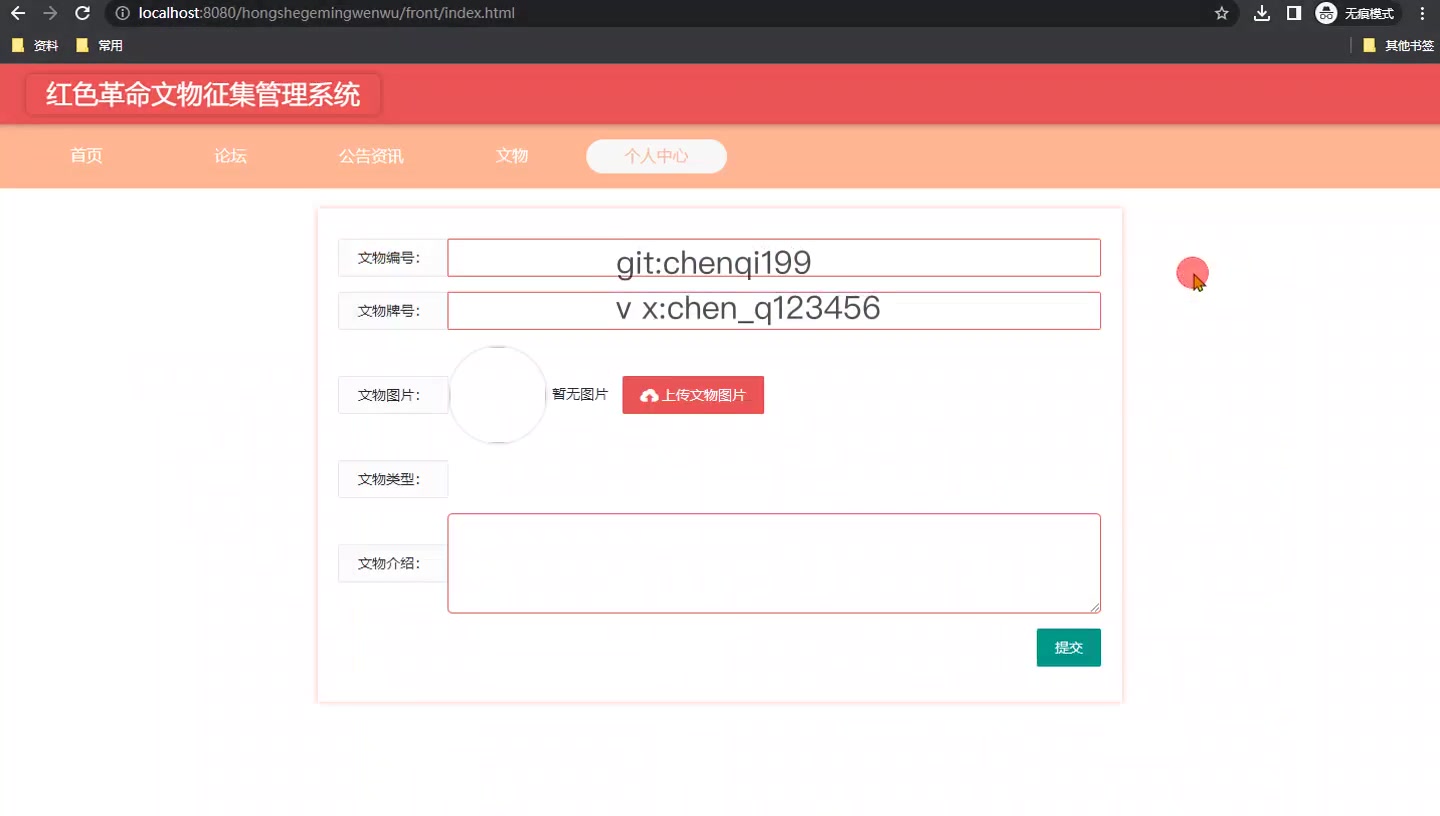 localhost:8080/hongshegemingwenwu/front/index.html
无痕模式
资料
常用
其他书签
红色革命文物征集管理系统
首页
论坛
公告资讯
文物
个人中心
文物编号：
git:chenqi199
文物牌号：
v x:chen_q123456
文物图片：
暂无图片
上传文物图片
文物类型：
文物介绍：
提交